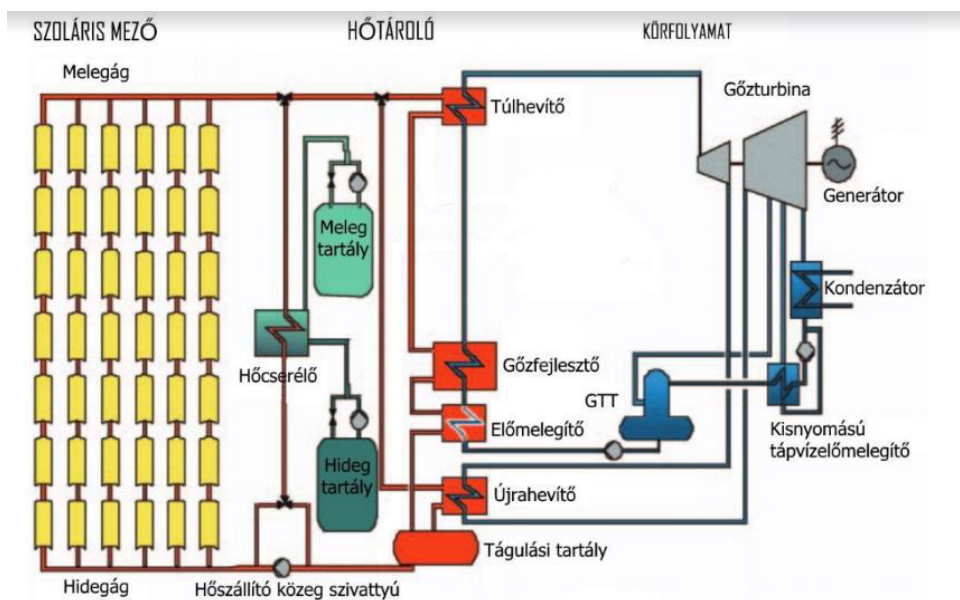 SZOLÁRIS MEZŐ
HŐTÁROLÓ
KÖRFOLYAMAT
Melegág
Túlhevítő
Gőzturbina
Generátor
Meleg
tartály
Kondenzátor
Hőcserélő
Gőzfejlesztő
GTT
Előmelegítő
Kisnyomású
tápvízelőmelegítő
Hideg
tartály
Újrahevítő
Tágulási tartály
Hidegág
Hőszállító közeg szivattyú